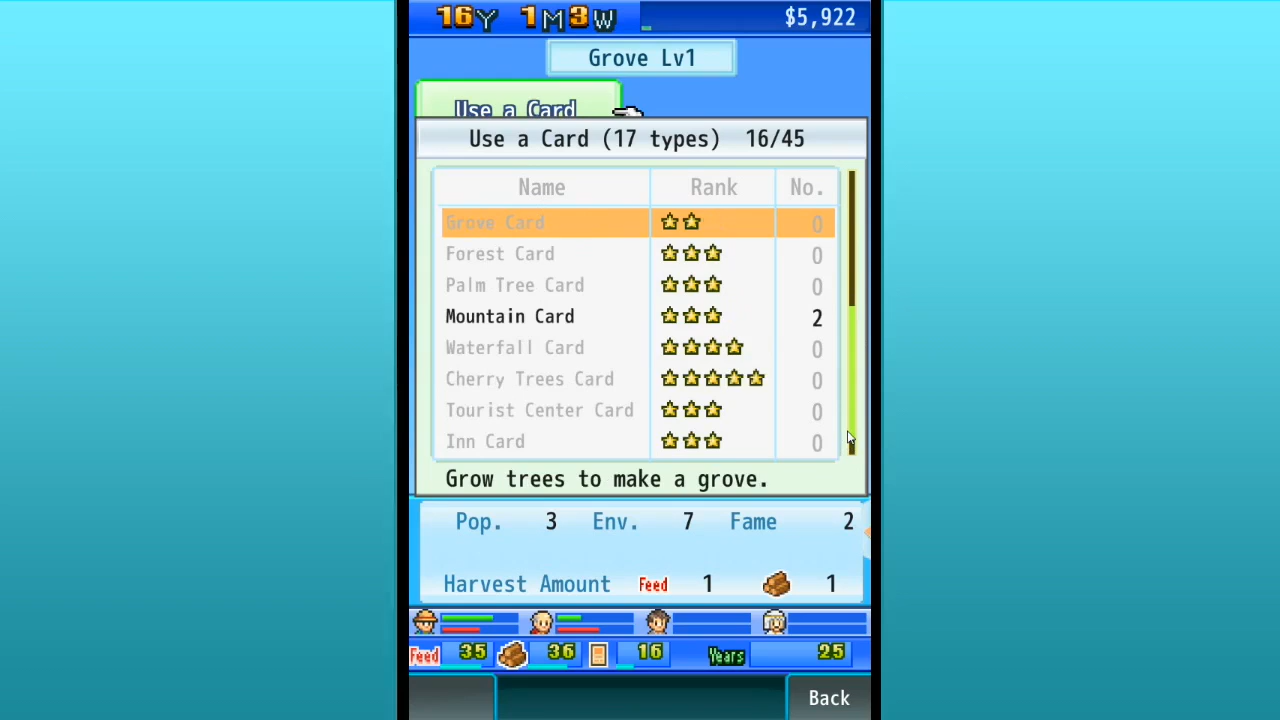 16Y 1M 3W $5,922
Grove Lv1
Use a Card
Use a Card (17 types) 16/45
Name Rank No.
Grove Card 0
Forest Card 0
Palm Tree Card 0
Mountain Card 2
Waterfall Card 0
Cherry Trees Card 0
Tourist Center Card 0
Inn Card 0
Grow trees to make a grove.
Pop. 3 Env. 7 Fame 2
Harvest Amount Feed 1 1
Feed 35 36 16 Years 25
Back